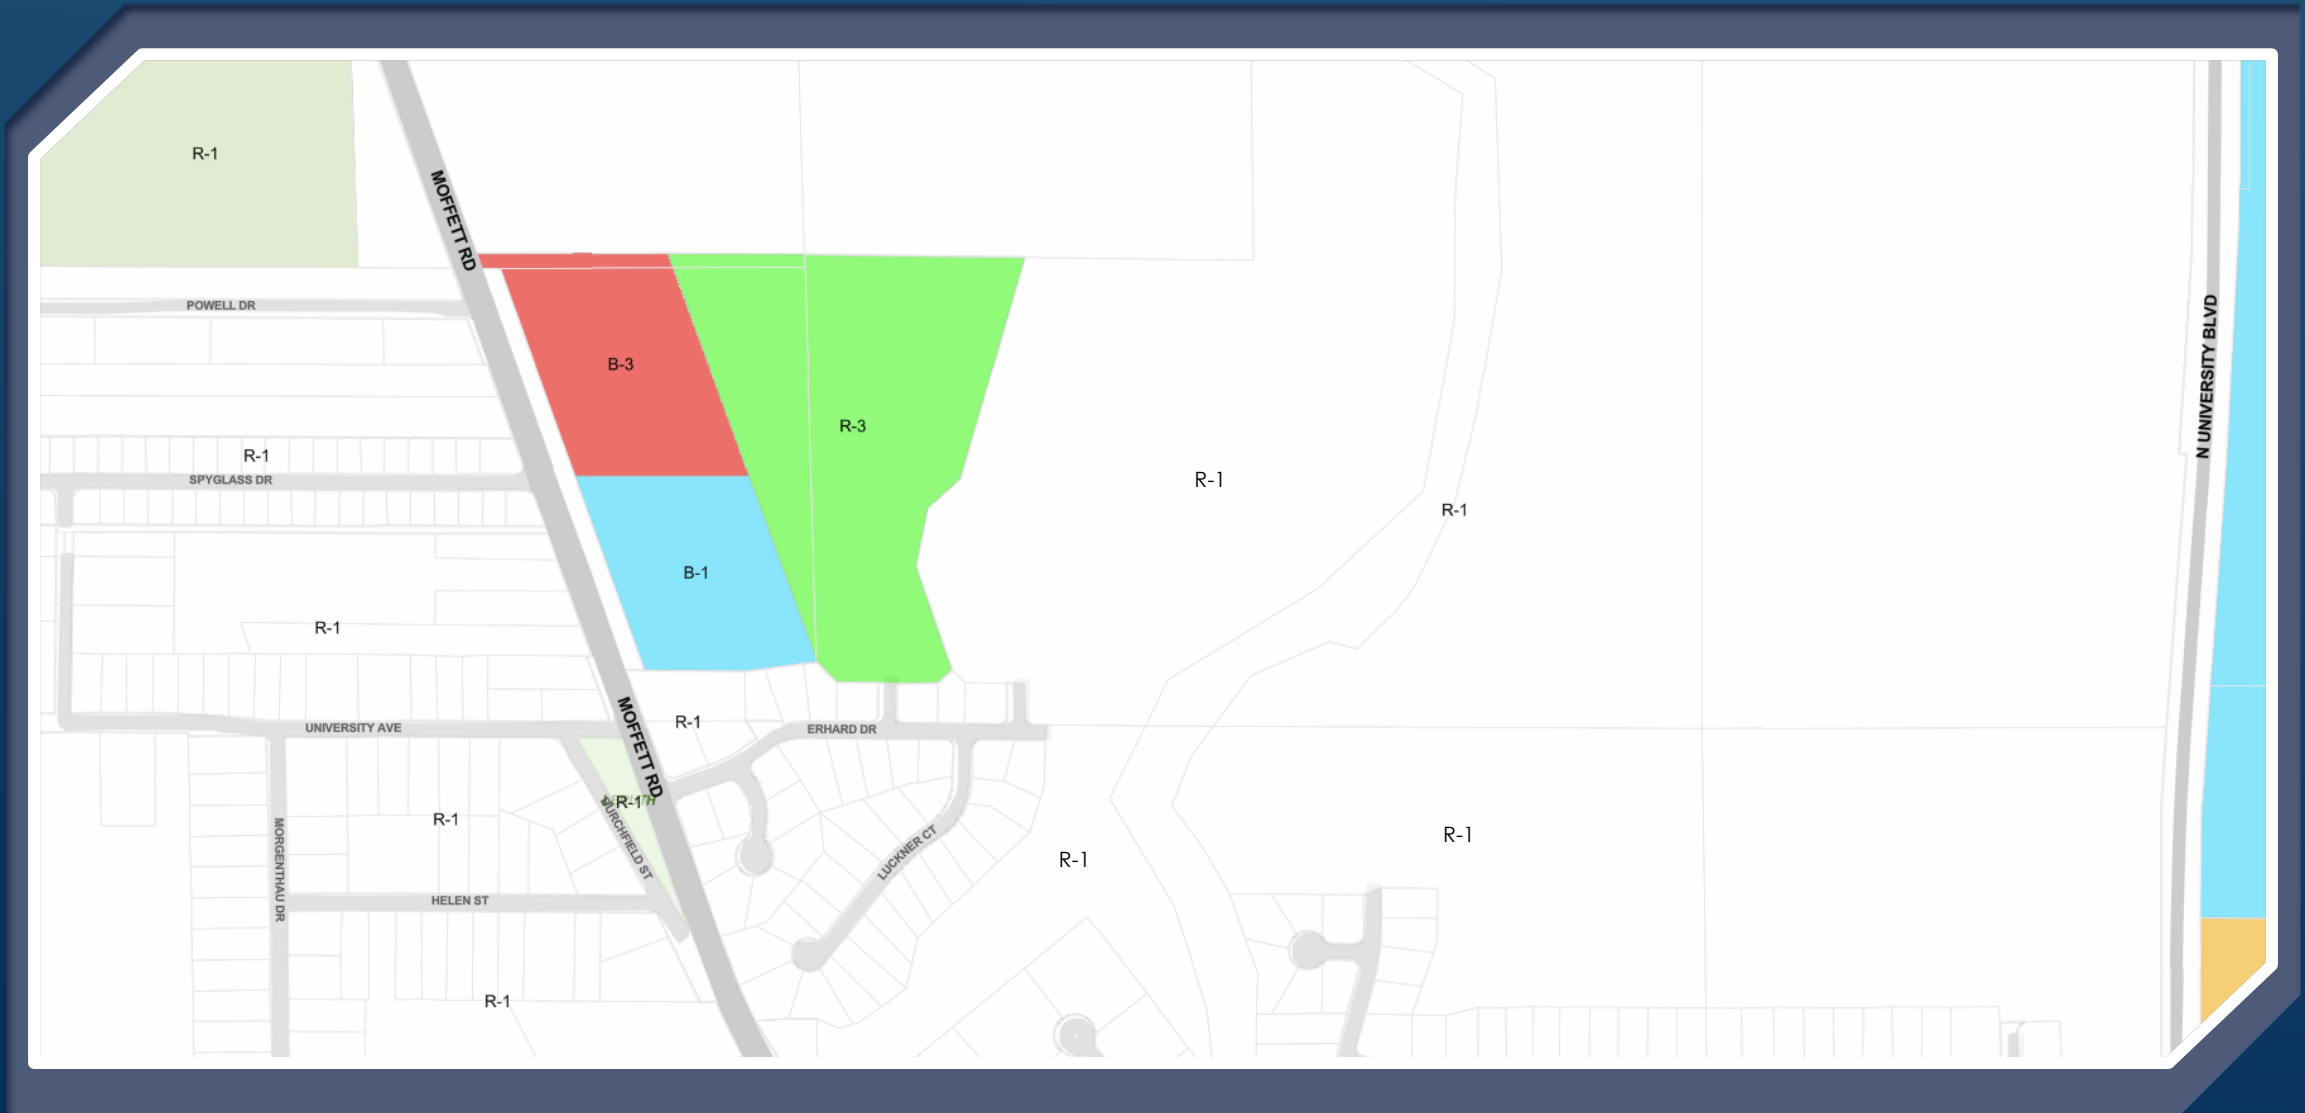 R-1
MOFFETT RD
POWELL DR
N UNIVERSITY BLVD
B-3
R-3
R-1
SPYGLASS DR
R-1
R-1
B-1
R-1
R-1
UNIVERSITY AVE
MOFFETT RD
ERHARD DR
R-1
R-1
BURCHFIELD ST
MORGENTHAU DR
LUCKNER CT
R-1
R-1
HELEN ST
R-1